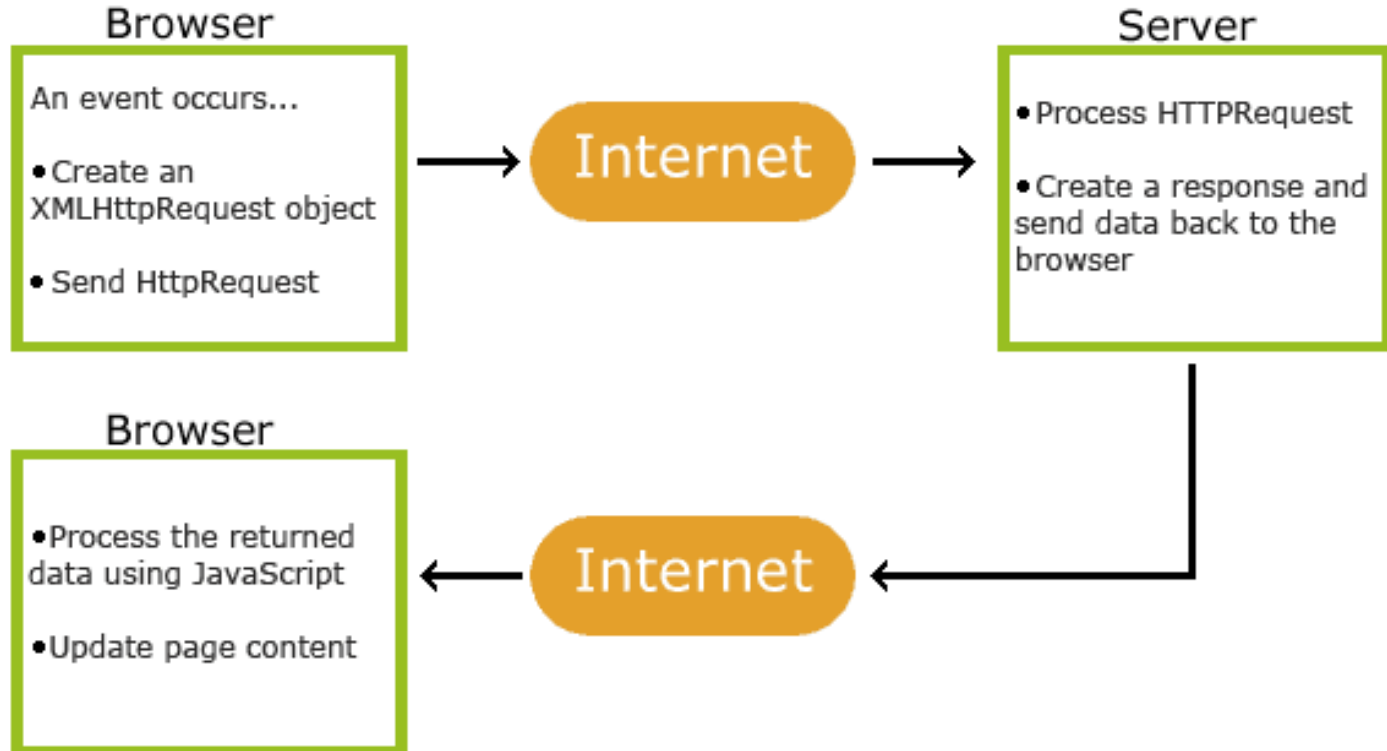 Browser
An event occurs...
•Create an
XMLHttpRequest object
• Send HttpRequest
Internet
Server
•Process HTTPRequest
•Create a response and
send data back to the
browser
Browser
•Process the returned
data using JavaScript
•Update page content
Internet